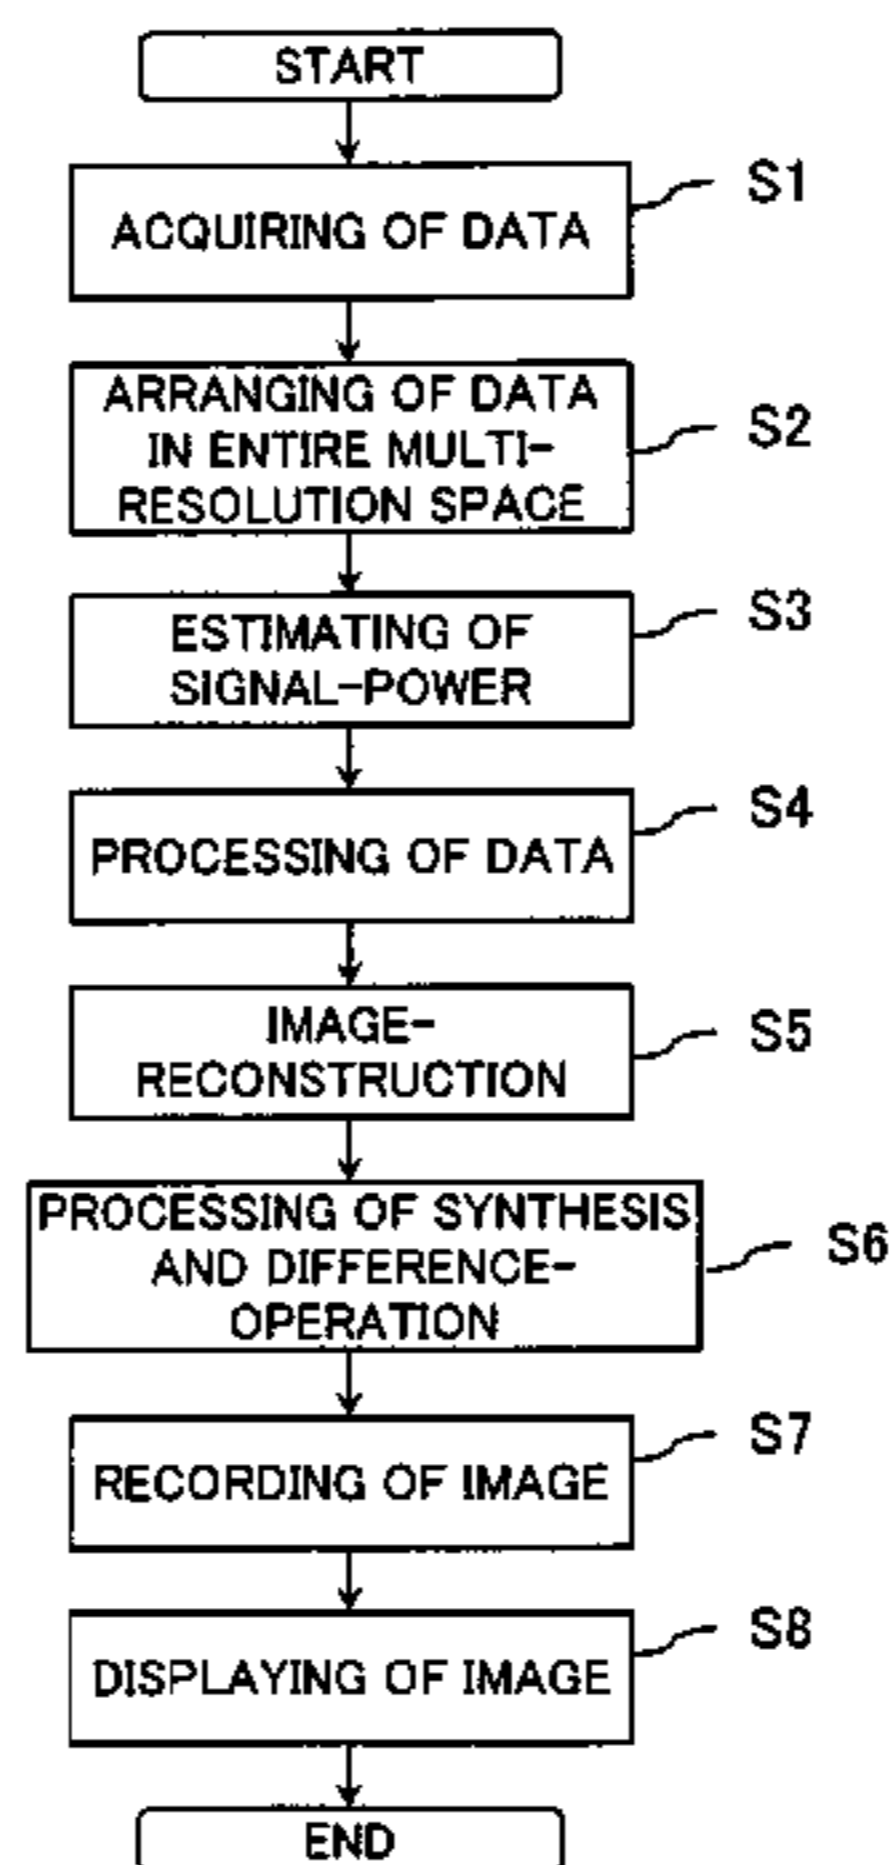 START
ACQUIRING OF DATA
S1
ARRANGING OF DATA
IN ENTIRE MULTI-
RESOLUTION SPACE
S2
ESTIMATING OF
SIGNAL-POWER
S3
PROCESSING OF DATA
S4
IMAGE-
RECONSTRUCTION
S5
PROCESSING OF SYNTHESIS
AND DIFFERENCE-
OPERATION
S6
RECORDING OF IMAGE
S7
DISPLAYING OF IMAGE
S8
END